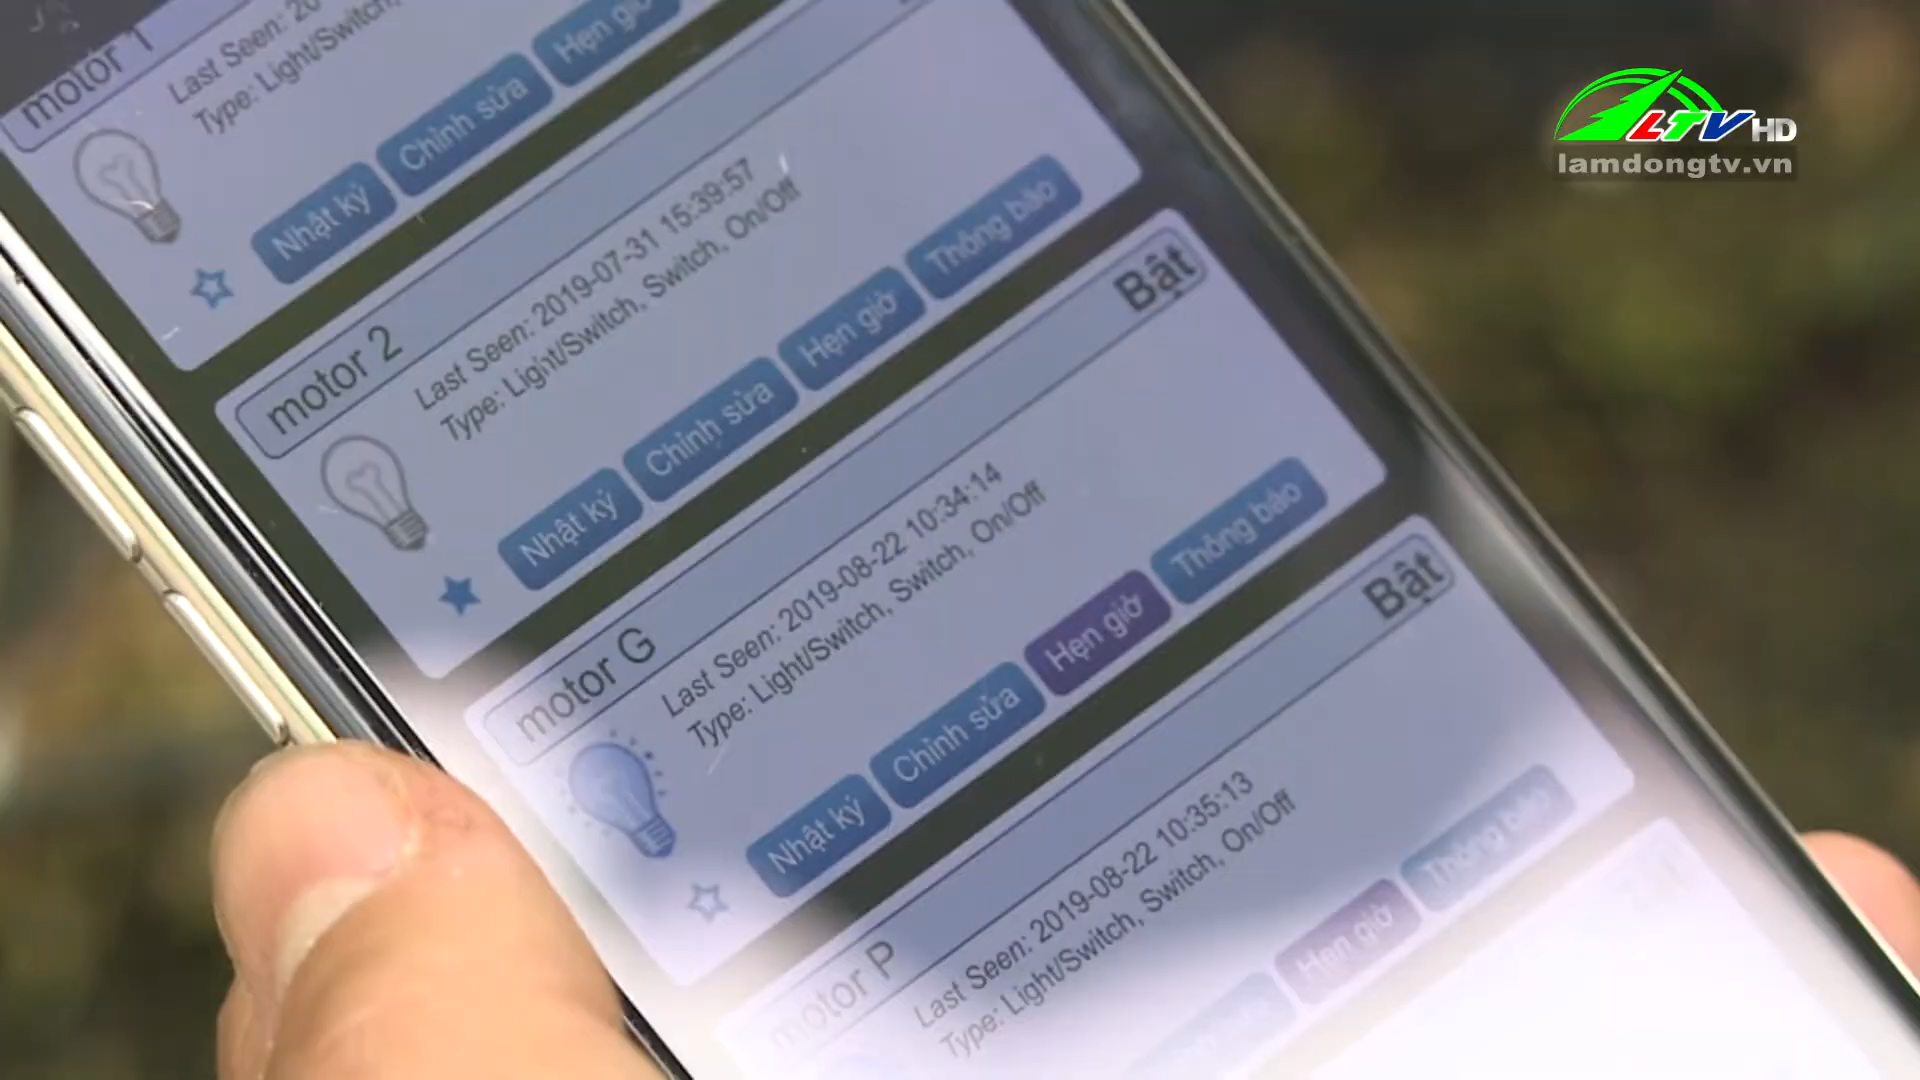 LTV HD
lamdongtv.vn
motor 1
Last Seen: 20
Type: Light/Switch,
Nhật ký Chỉnh sửa Hẹn giờ
motor 2
Last Seen: 2019-07-31 15:39:57
Type: Light/Switch, Switch, On/Off
Nhật ký Chỉnh sửa Hẹn giờ Thông báo
motor G Bật
Last Seen: 2019-08-22 10:34:14
Type: Light/Switch, Switch, On/Off
Nhật ký Chỉnh sửa Hẹn giờ Thông báo
motor P Bật
Last Seen: 2019-08-22 10:35:13
Type: Light/Switch, Switch, On/Off
Hẹn giờ Thông báo